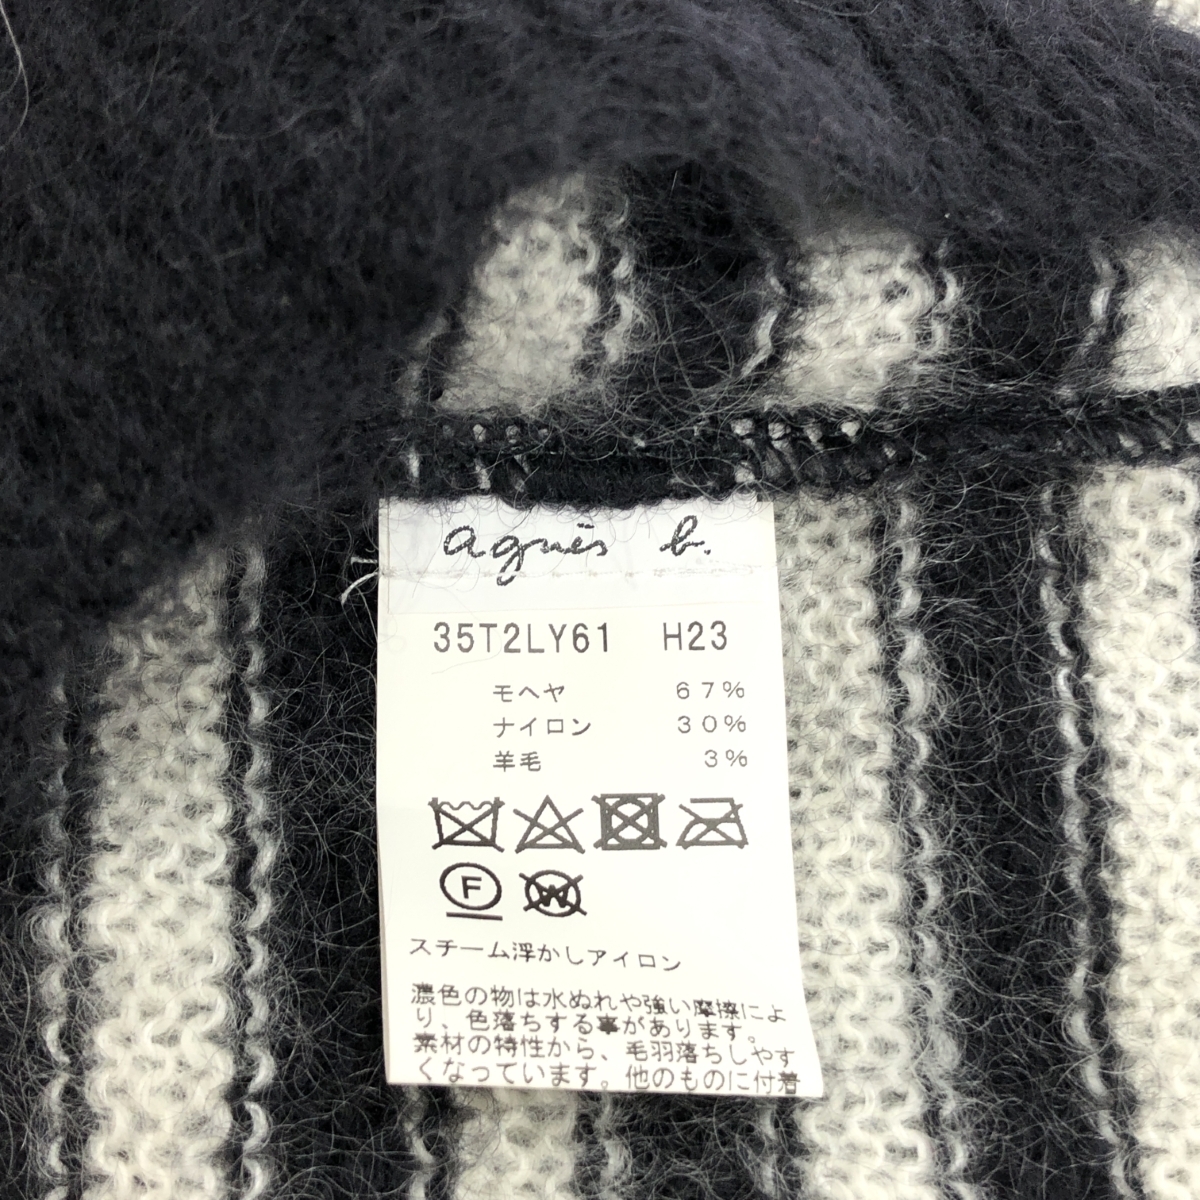 agnès b.
35T2LY61 H23
モヘヤ 67%
ナイロン 30%
羊毛 3%
F W
スチーム浮かしアイロン
濃色の物は水ぬれや強い摩擦によ
り、色落ちする事があります。
素材の特性から、毛羽落ちしやす
くなっています。他のものに付着